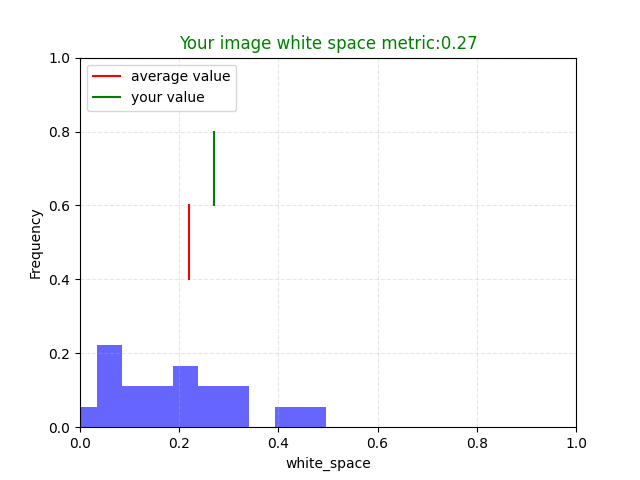 Your image white space metric:0.27
average value
your value
1.0
0.8
0.6
0.4
0.2
0.0
Frequency
0.0 0.2 0.4 0.6 0.8 1.0
white_space